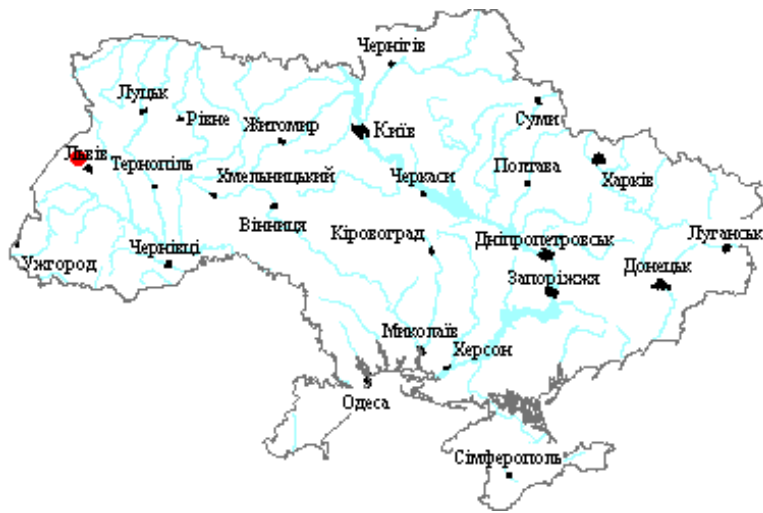 Чернігів
Луцьк
Рівне
Житомир
Київ
Суми
Львів
Тернопіль
Хмельницький
Черкаси
Полтава
Харків
Вінниця
Кіровоград
Дніпропетровськ
Луганськ
Ужгород
Чернівці
Запоріжжя
Донецьк
Миколаїв
Херсон
Одеса
Сімферополь